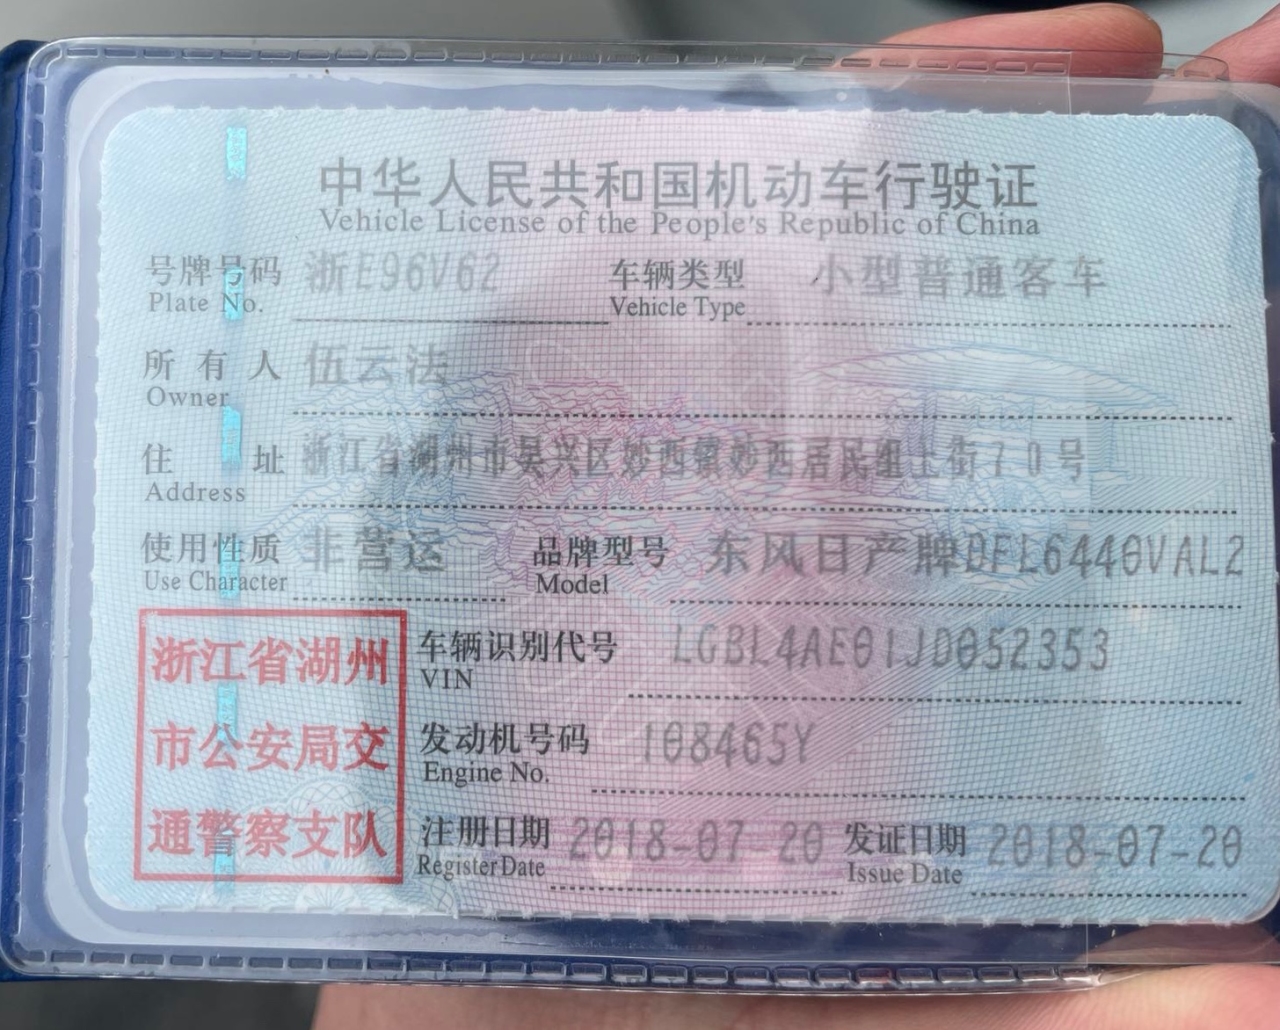 中华人民共和国机动车行驶证
Vehicle License of the People's Republic of China
号牌号码 浙E96V62 车辆类型 小型普通客车
Plate No. Vehicle Type
所有人 伍云法
Owner
住址 浙江省湖州市吴兴区妙西镇妙西居民组上街70号
Address
使用性质 非营运 品牌型号 东风日产牌DFL6440VAL2
Use Character Model
浙江省湖州 车辆识别代号 LGBL4AE01JD052353
VIN
市公安局交 发动机号码 108465Y
Engine No.
通警察支队 注册日期 2018-07-20 发证日期 2018-07-20
Register Date Issue Date